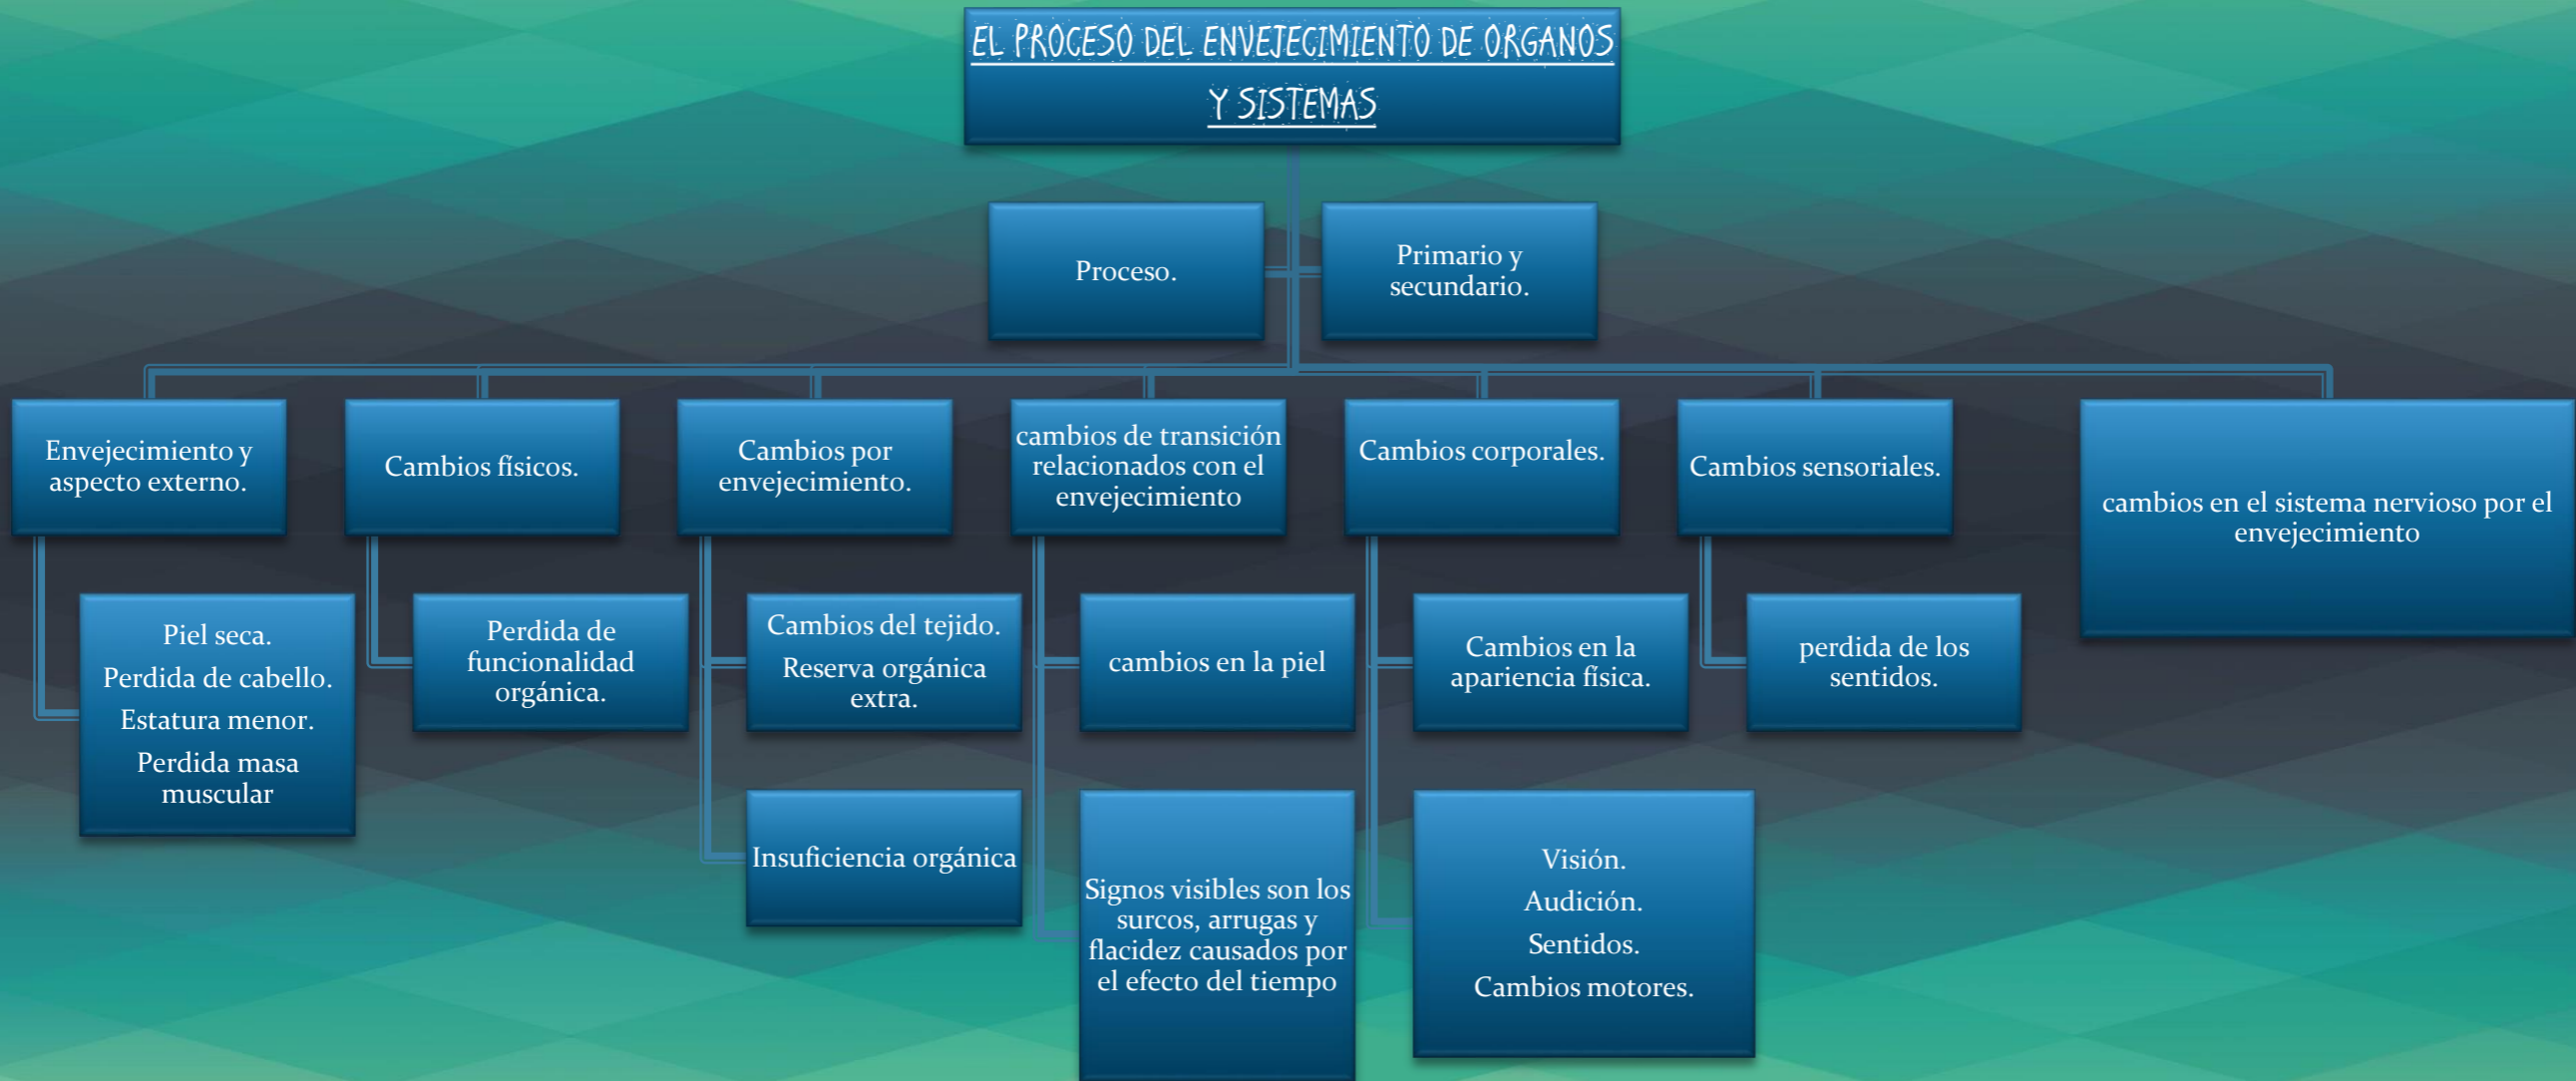 EL PROCESO DEL ENVEJECIMIENTO DE ORGANOS
Y SISTEMAS
Proceso.
Primario y
secundario.
Envejecimiento y
aspecto externo.
Cambios físicos.
Cambios por
envejecimiento.
cambios de transición
relacionados con el
envejecimiento
Cambios corporales.
Cambios sensoriales.
cambios en el sistema nervioso por el
envejecimiento
Piel seca.
Perdida de cabello.
Estatura menor.
Perdida masa
muscular
Perdida de
funcionalidad
orgánica.
Cambios del tejido.
Reserva orgánica
extra.
cambios en la piel
Cambios en la
apariencia física.
perdida de los
sentidos.
Insuficiencia orgánica
Signos visibles son los
surcos, arrugas y
flacidez causados por
el efecto del tiempo
Visión.
Audición.
Sentidos.
Cambios motores.